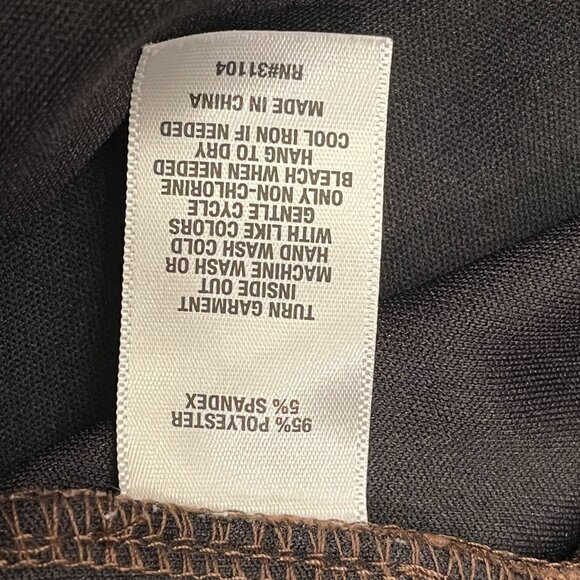 95% POLYESTER
5% SPANDEX
TURN GARMENT
INSIDE OUT
MACHINE WASH OR
HAND WASH COLD
WITH LIKE COLORS
GENTLE CYCLE
ONLY NON-CHLORINE
BLEACH WHEN NEEDED
HANG TO DRY
COOL IRON IF NEEDED
MADE IN CHINA
RN#31104